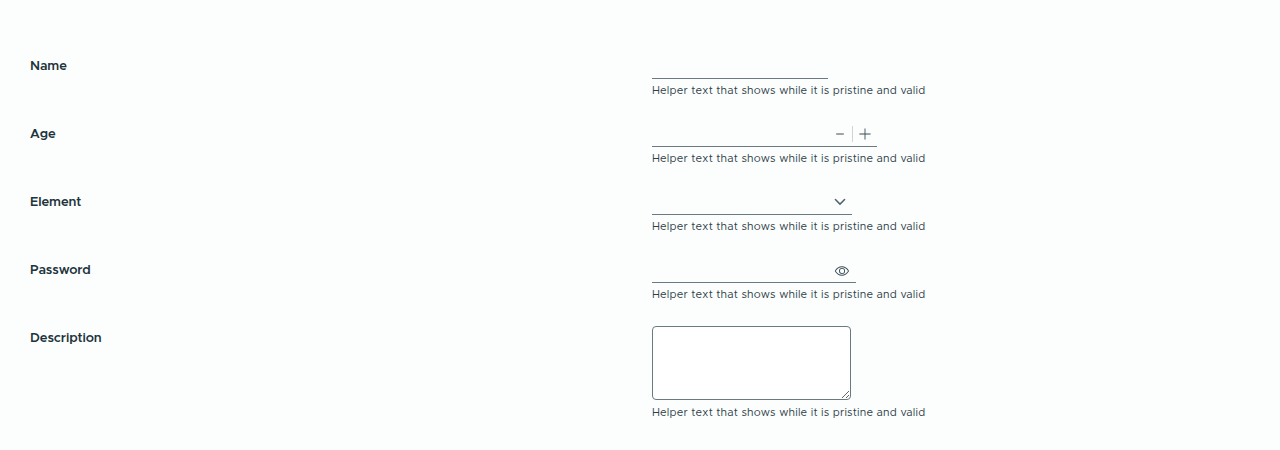 Name
Helper text that shows while it is pristine and valid
Age
Helper text that shows while it is pristine and valid
Element
Helper text that shows while it is pristine and valid
Password
Helper text that shows while it is pristine and valid
Description
Helper text that shows while it is pristine and valid